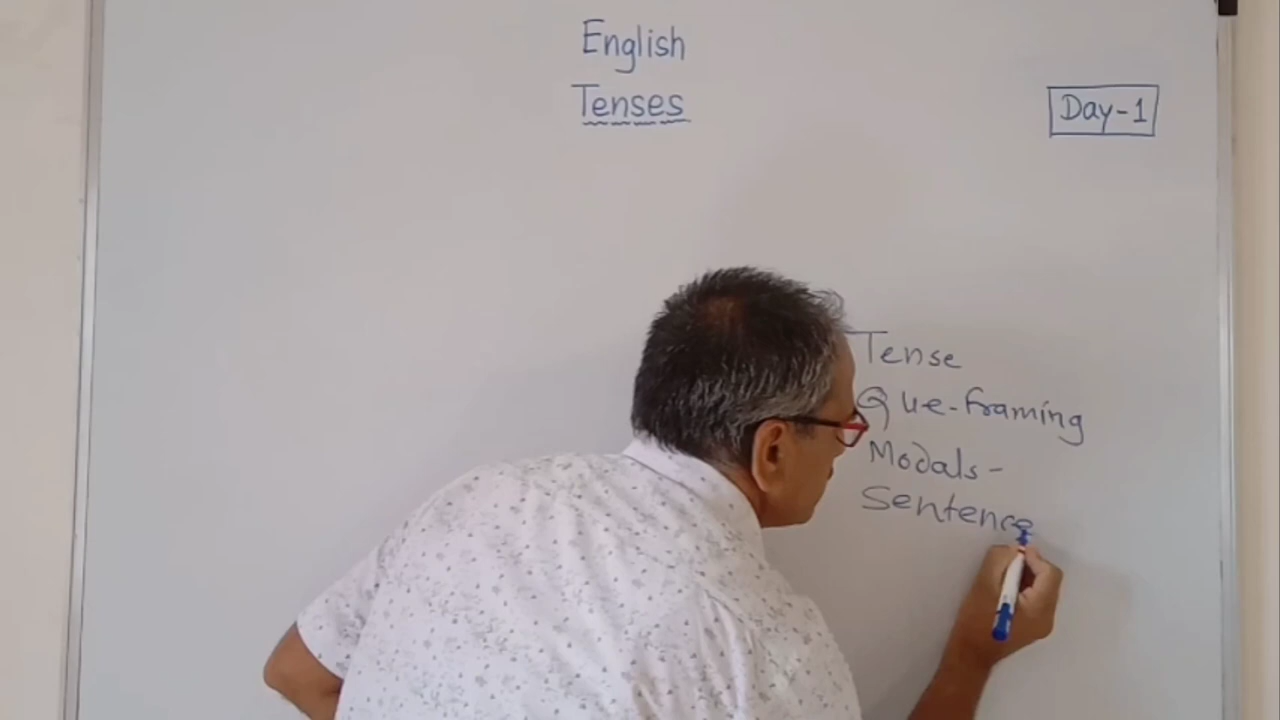 English
Tenses
Day-1
Tense
Que-framing
Modals-
Sentence